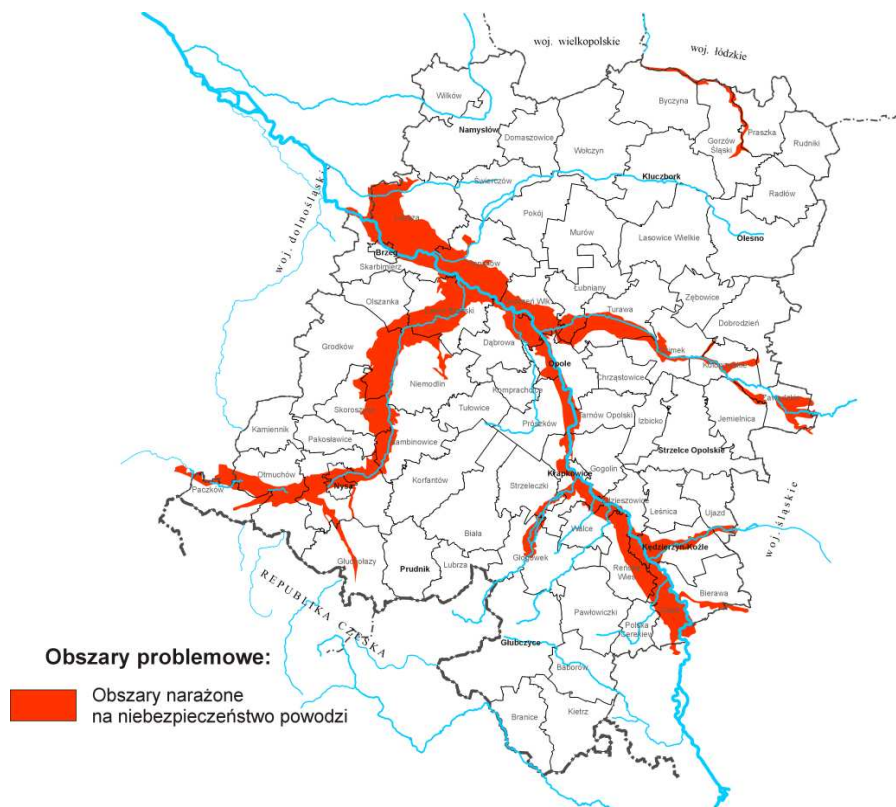 woj. wielkopolskie
woj. łódzkie
Wilków
Byczyna
Namysłów
Domaszowice
Gorzów
Śląski
Praszka
Rudniki
Wołczyn
Kluczbork
Świerczów
Radłów
woj. dolnośląskie
Pokój
Murów
Lasowice Wielkie
Olesno
Brzeg
Skarbimierz
Olszanka
Łubniany
Turawa
Zębowice
Dobrodzień
Grodków
Dąbrowa
Opole
Niemodlin
Komprachcice
Chrząstowice
Tułowice
Prószków
Tarnów Opolski
Izbicko
Jemielnica
Kamiennik
Pakosławice
Strzelce Opolskie
Otmuchów
Nysa
Korfantów
Krapkowice
Gogolin
Paczków
Strzeleczki
Leśnica
Ujazd
woj. śląskie
Biała
Walce
Głuchołazy
Prudnik
Lubrza
Głogówek
Kędzierzyn-Koźle
Bierawa
REPUBLIKA CZESKA
Pawłowiczki
Polska
Cerekiew
Głubczyce
Baborów
Branice
Kietrz
Obszary problemowe:
Obszary narażone
na niebezpieczeństwo powodzi